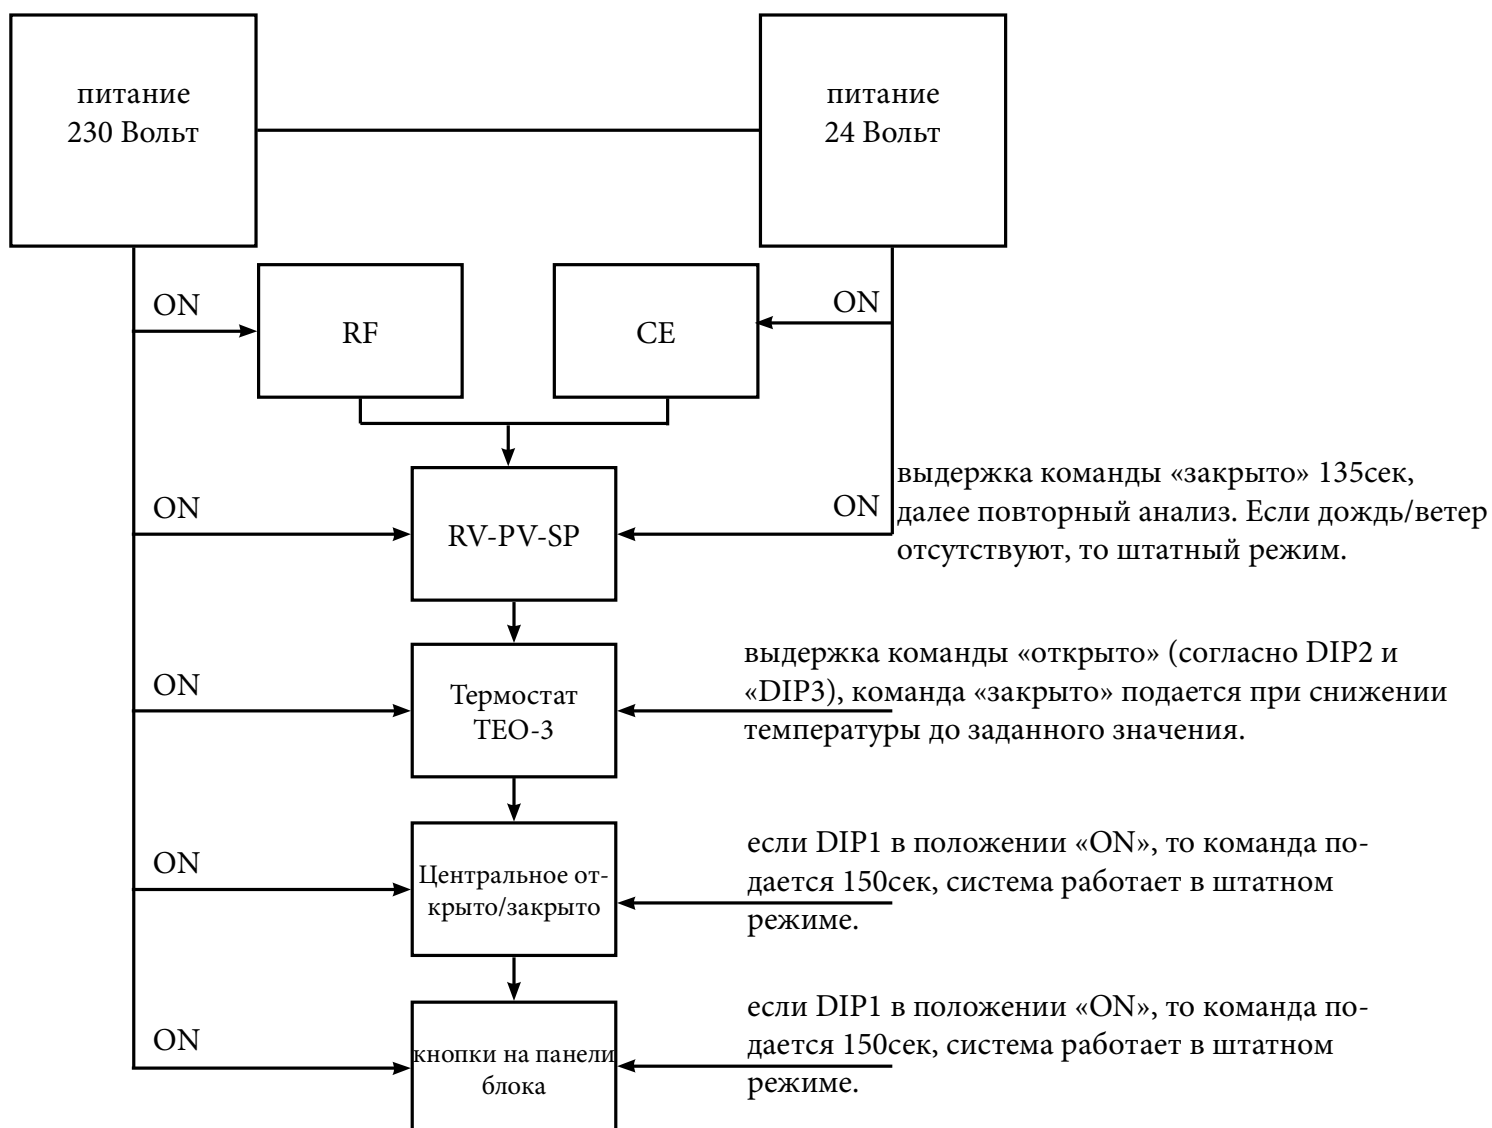 питание
230 Вольт
питание
24 Вольт
ON
RF
CE
ON
ON
RV-PV-SP
ON
выдержка команды «закрыто» 135сек,
далее повторный анализ. Если дождь/ветер
отсутствуют, то штатный режим.
ON
Термостат
TEO-3
выдержка команды «открыто» (согласно DIP2 и
«DIP3), команда «закрыто» подается при снижении
температуры до заданного значения.
ON
Центральное от-
крыто/закрыто
если DIP1 в положении «ON», то команда по-
дается 150сек, система работает в штатном
режиме.
ON
кнопки на панели
блока
если DIP1 в положении «ON», то команда по-
дается 150сек, система работает в штатном
режиме.